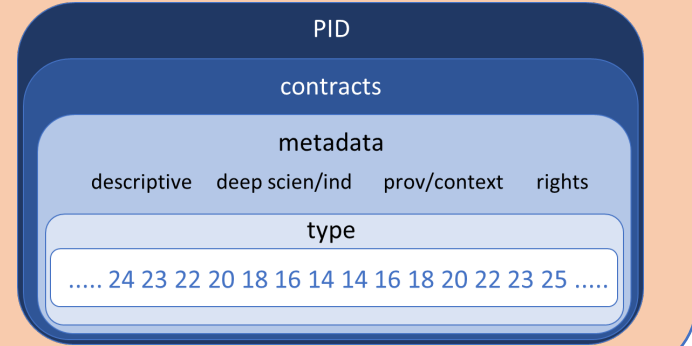 PID
contracts
metadada
descriptive deep scien/ind prov/context rights
type
..... 24 23 22 20 18 16 14 14 16 18 20 22 23 25 .....